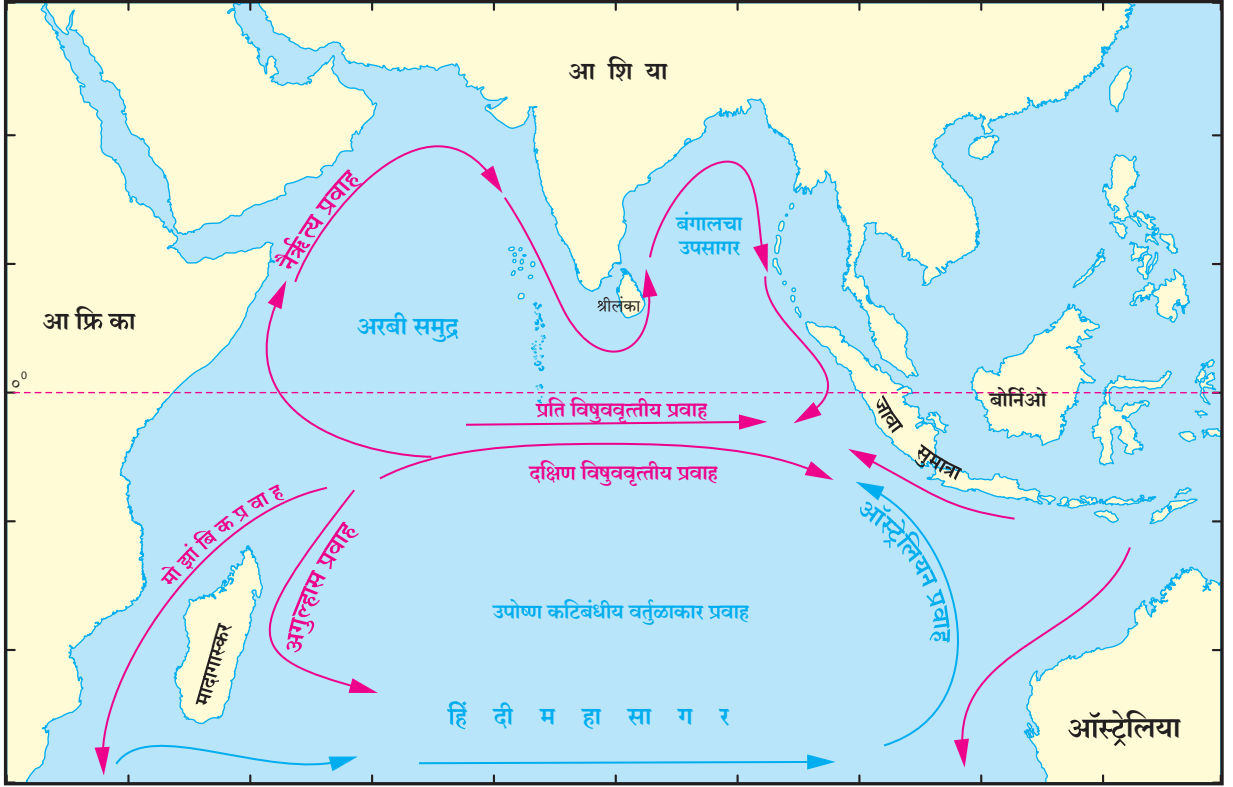 आ शि या
नैर्ऋत्य प्रवाह
बंगालचा
उपसागर
श्रीलंका
आ फ्रि का
अरबी समुद्र
०⁰
बोर्निओ
प्रति विषुववृत्तीय प्रवाह
जावा
सुमात्रा
दक्षिण विषुववृत्तीय प्रवाह
मो झां बि क प्र वा ह
अगुल्हास प्रवाह
ऑस्ट्रेलियन प्रवाह
उपोष्ण कटिबंधीय वर्तुळाकार प्रवाह
मादागास्कर
हिं दी म हा सा ग र
ऑस्ट्रेलिया